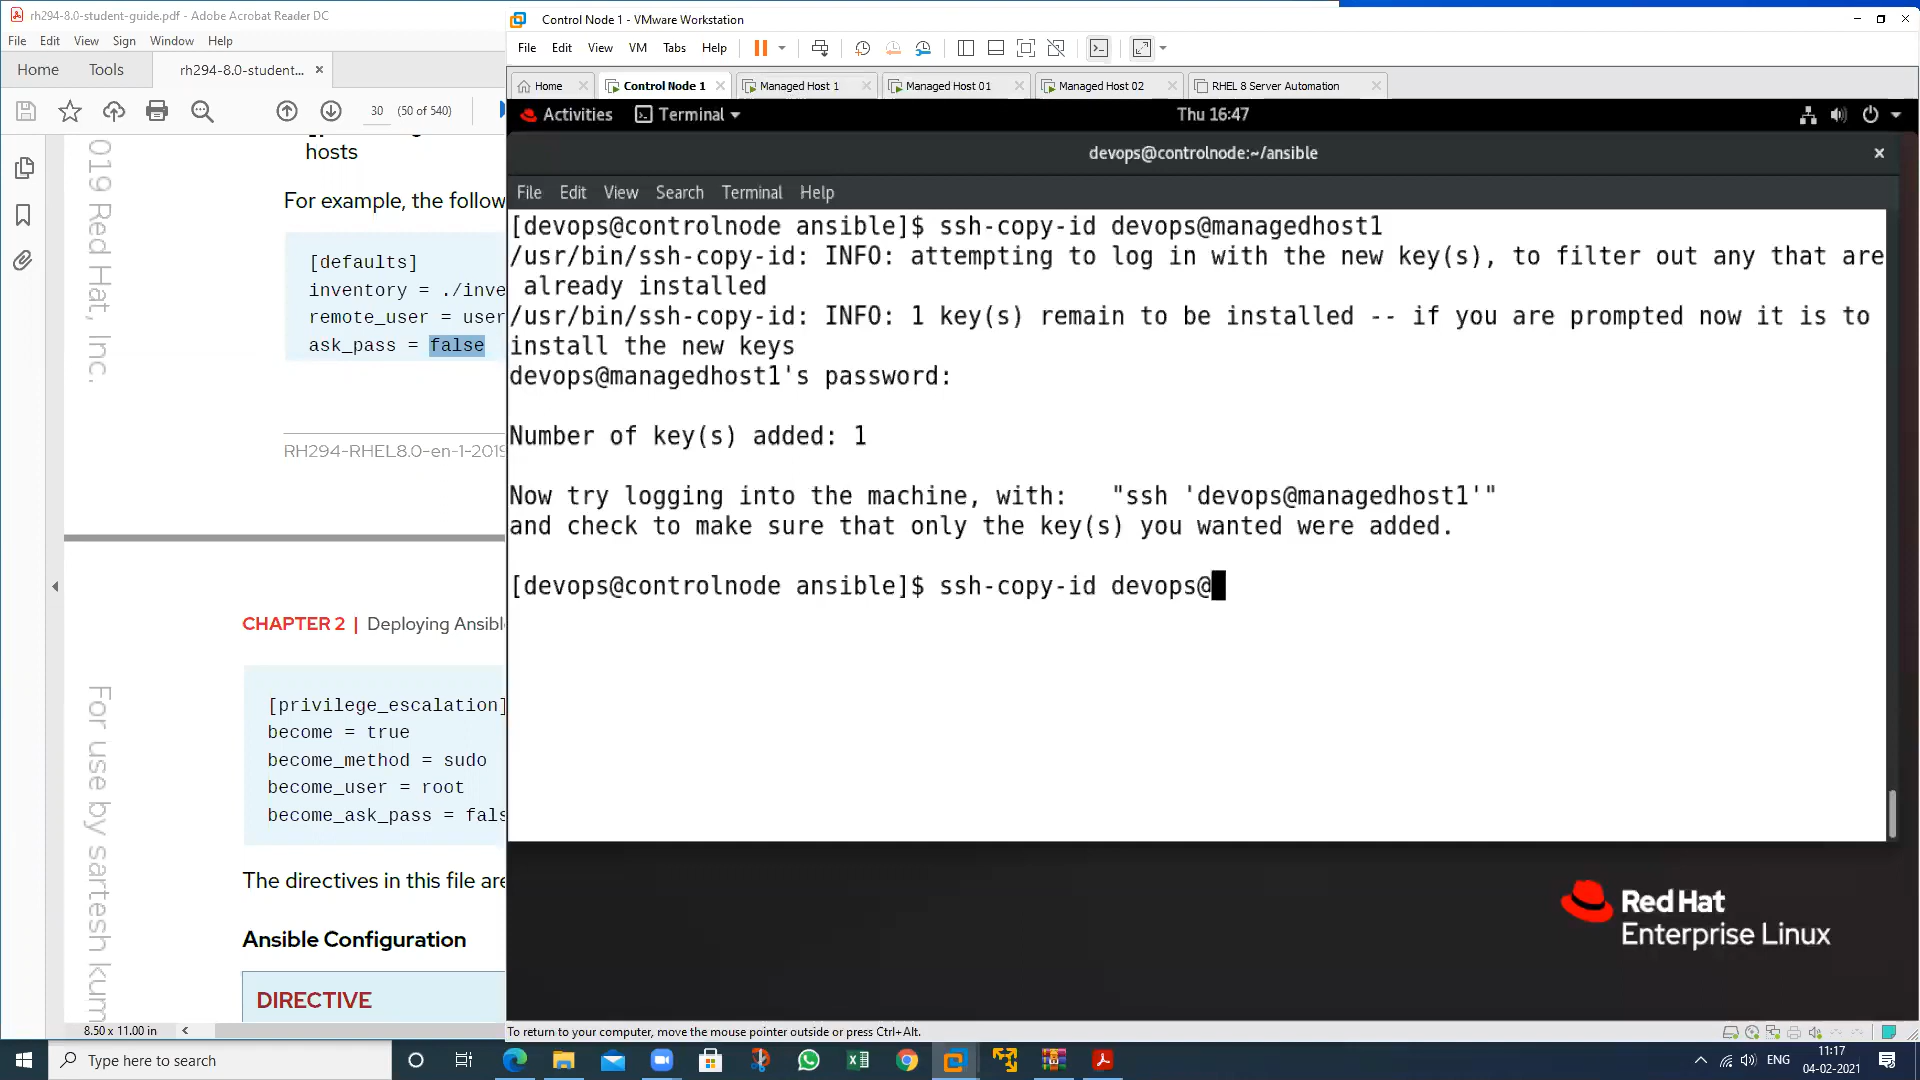 rh294-8.0-student-guide.pdf - Adobe Acrobat Reader DC
File Edit View Sign Window Help
Home Tools rh294-8.0-student... ×
30 (50 of 540)
hosts
For example, the follow
[defaults]
inventory = ./inve
remote_user = user
ask_pass = false
RH294-RHEL8.0-en-1-2019
019 Red Hat, Inc.
CHAPTER 2 | Deploying Ansibl
[privilege_escalation]
become = true
become_method = sudo
become_user = root
become_ask_pass = fals
The directives in this file are
Ansible Configuration
DIRECTIVE
For use by sartesh kum
8.50 x 11.00 in
Control Node 1 - VMware Workstation
File Edit View VM Tabs Help
Home Control Node 1 Managed Host 1 Managed Host 01 Managed Host 02 RHEL 8 Server Automation
Activities Terminal Thu 16:47
devops@controlnode:~/ansible
File Edit View Search Terminal Help
[devops@controlnode ansible]$ ssh-copy-id devops@managedhost1
/usr/bin/ssh-copy-id: INFO: attempting to log in with the new key(s), to filter out any that are
already installed
/usr/bin/ssh-copy-id: INFO: 1 key(s) remain to be installed -- if you are prompted now it is to
install the new keys
devops@managedhost1's password:
Number of key(s) added: 1
Now try logging into the machine, with:   "ssh 'devops@managedhost1'"
and check to make sure that only the key(s) you wanted were added.
[devops@controlnode ansible]$ ssh-copy-id devops@
Red Hat
Enterprise Linux
To return to your computer, move the mouse pointer outside or press Ctrl+Alt.
Type here to search
ENG
11:17
04-02-2021